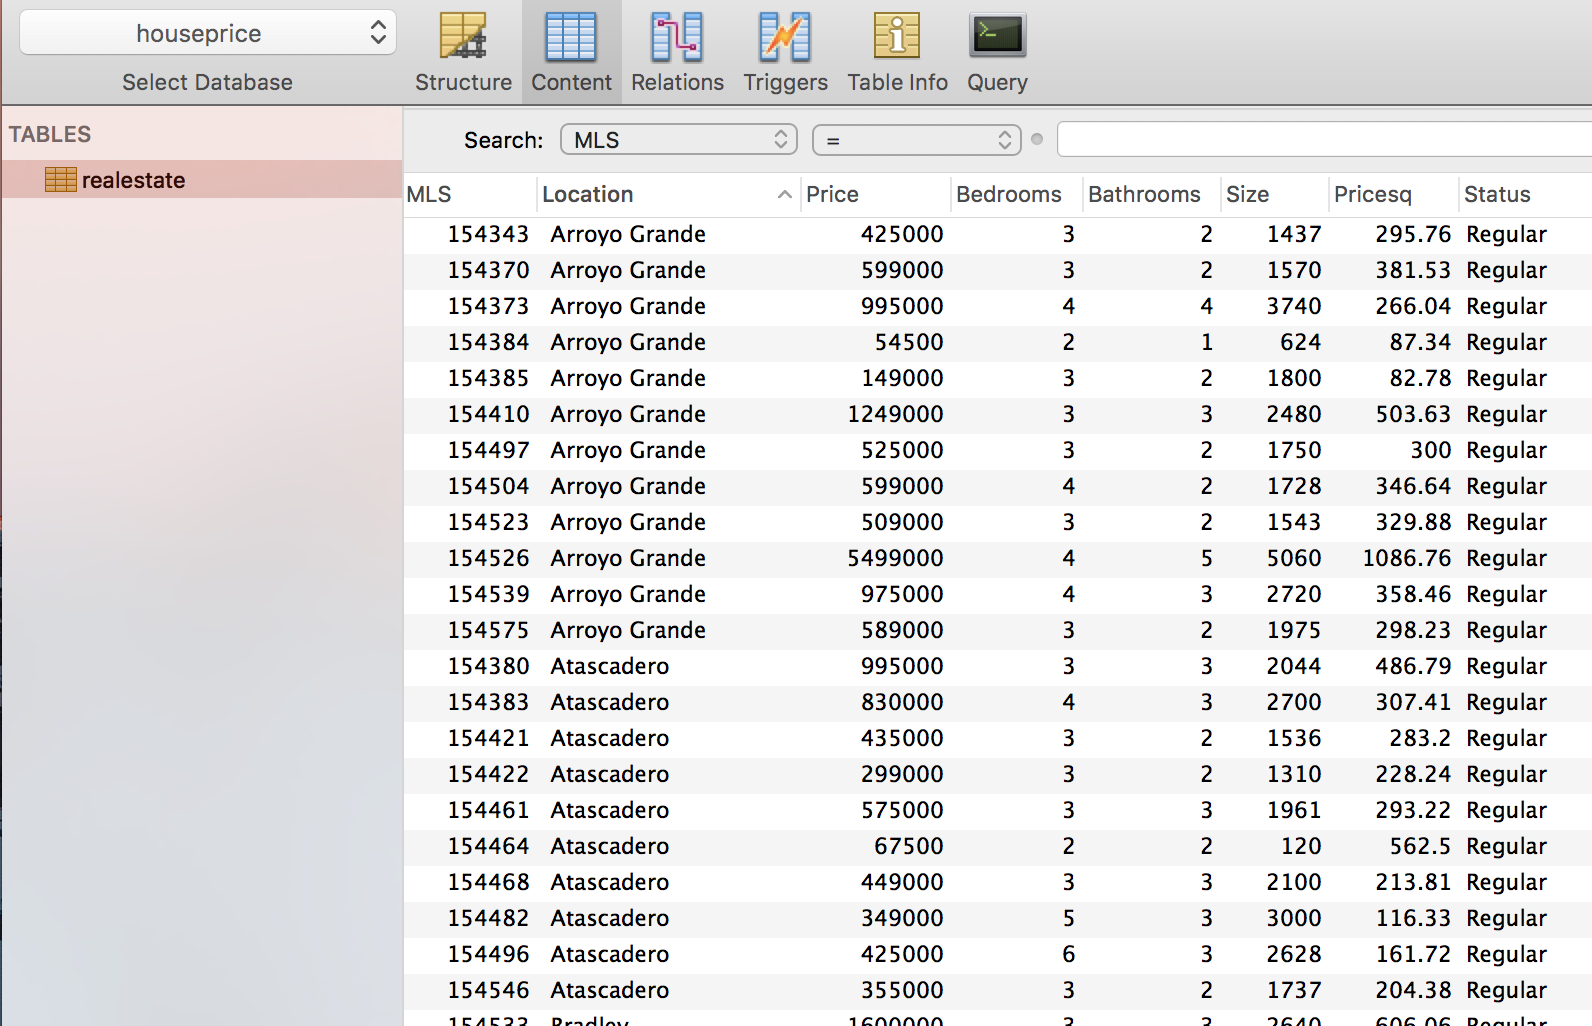 houseprice
Select Database
Structure Content Relations Triggers Table Info Query
TABLES
realestate
Search: MLS =
MLS Location Price Bedrooms Bathrooms Size Pricesq Status
154343 Arroyo Grande 425000 3 2 1437 295.76 Regular
154370 Arroyo Grande 599000 3 2 1570 381.53 Regular
154373 Arroyo Grande 995000 4 4 3740 266.04 Regular
154384 Arroyo Grande 54500 2 1 624 87.34 Regular
154385 Arroyo Grande 149000 3 2 1800 82.78 Regular
154410 Arroyo Grande 1249000 3 3 2480 503.63 Regular
154497 Arroyo Grande 525000 3 2 1750 300 Regular
154504 Arroyo Grande 599000 4 2 1728 346.64 Regular
154523 Arroyo Grande 509000 3 2 1543 329.88 Regular
154526 Arroyo Grande 5499000 4 5 5060 1086.76 Regular
154539 Arroyo Grande 975000 4 3 2720 358.46 Regular
154575 Arroyo Grande 589000 3 2 1975 298.23 Regular
154380 Atascadero 995000 3 3 2044 486.79 Regular
154383 Atascadero 830000 4 3 2700 307.41 Regular
154421 Atascadero 435000 3 2 1536 283.2 Regular
154422 Atascadero 299000 3 2 1310 228.24 Regular
154461 Atascadero 575000 3 3 1961 293.22 Regular
154464 Atascadero 67500 2 2 120 562.5 Regular
154468 Atascadero 449000 3 3 2100 213.81 Regular
154482 Atascadero 349000 5 3 3000 116.33 Regular
154496 Atascadero 425000 6 3 2628 161.72 Regular
154546 Atascadero 355000 3 2 1737 204.38 Regular
154533 Bradley 1600000 3 3 2640 606.06 Regular